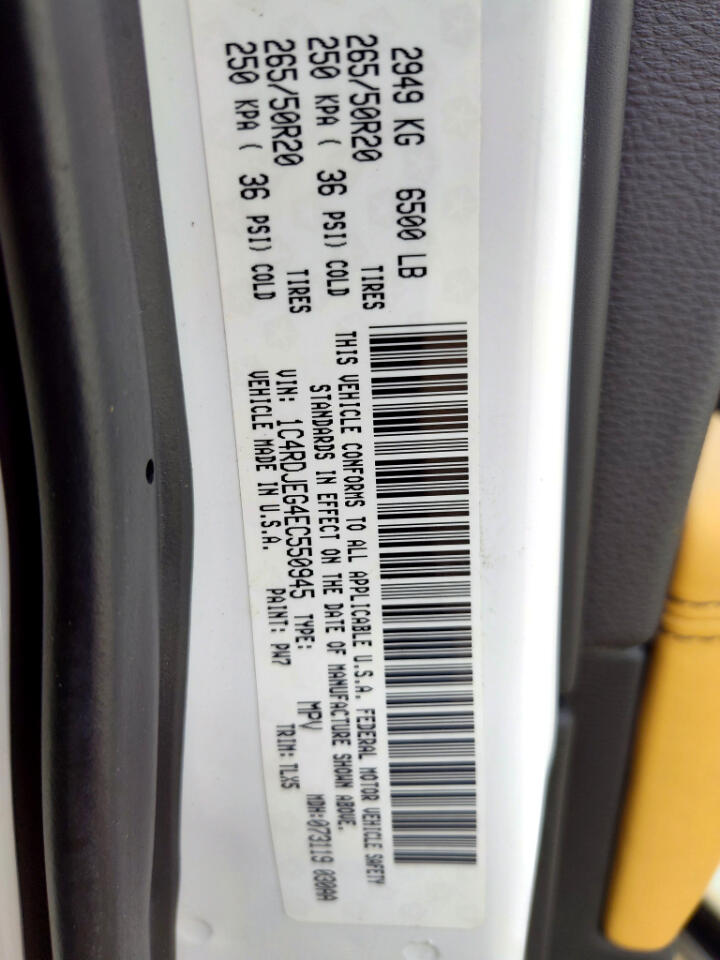 2949 KG 6500 LB
265/50R20 TIRES
250 KPA ( 36 PSI) COLD
265/50R20 TIRES
250 KPA ( 36 PSI) COLD
THIS VEHICLE CONFORMS TO ALL APPLICABLE U.S.A. FEDERAL MOTOR VEHICLE SAFETY
STANDARDS IN EFFECT ON THE DATE OF MANUFACTURE SHOWN ABOVE.
VIN: 1C4RDJEG4EC550945 TYPE: MPV MDH:073119 030AA
VEHICLE MADE IN U.S.A. PAINT: PW7 TRIM: TLX5